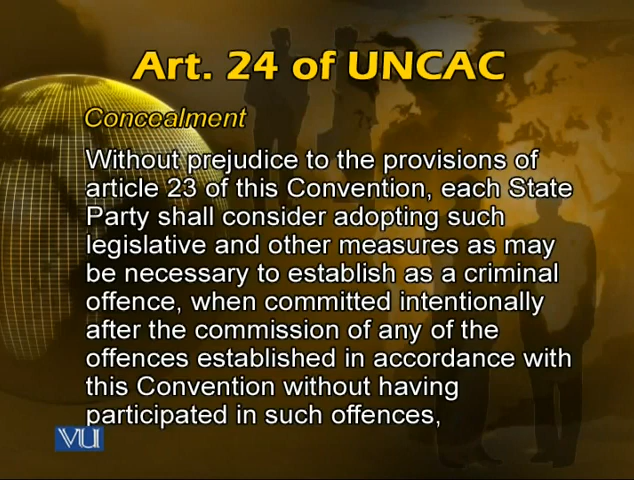 Art. 24 of UNCAC
Concealment
Without prejudice to the provisions of
article 23 of this Convention, each State
Party shall consider adopting such
legislative and other measures as may
be necessary to establish as a criminal
offence, when committed intentionally
after the commission of any of the
offences established in accordance with
this Convention without having
participated in such offences,
VU